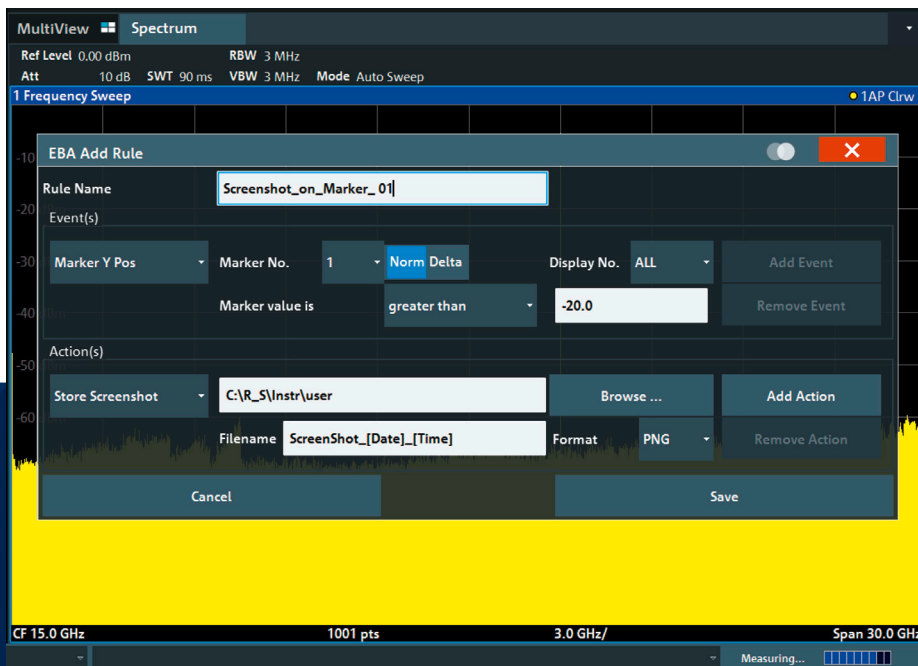 MultiView Spectrum
Ref Level 0.00 dBm RBW 3 MHz
Att 10 dB SWT 90 ms VBW 3 MHz Mode Auto Sweep
1 Frequency Sweep 1AP Clrw
-10
EBA Add Rule
Rule Name Screenshot_on_Marker_ 01
-20
Event(s)
-30 Marker Y Pos Marker No. 1 Norm Delta Display No. ALL Add Event
-40 Marker value is greater than -20.0 Remove Event
Action(s)
-50
Store Screenshot C:\R_S\Instr\user Browse ... Add Action
-60
Filename ScreenShot_[Date]_[Time] Format PNG Remove Action
Cancel Save
CF 15.0 GHz 1001 pts 3.0 GHz/ Span 30.0 GHz
Measuring...